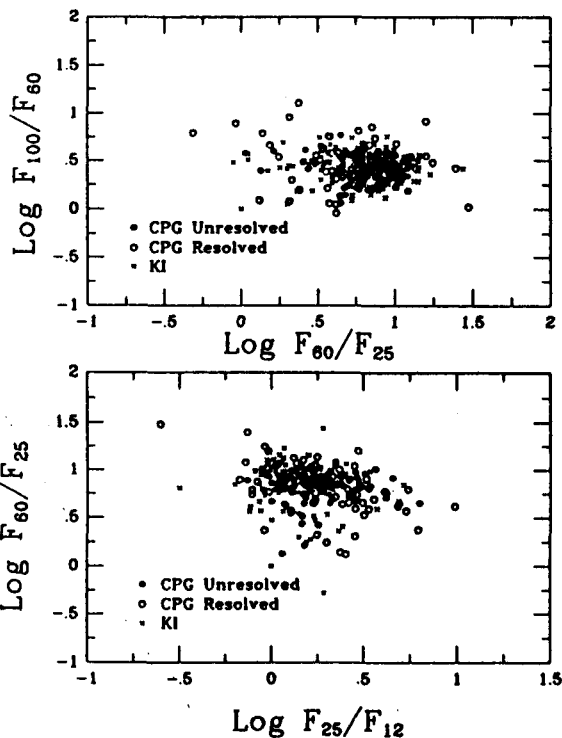 2
1.5
1
.5
0
-.5
-1
Log F100/F60
CPG Unresolved
CPG Resolved
KI
-1 -.5 0 .5 1 1.5 2
Log F60/F25
2
1.5
1
.5
0
-.5
-1
Log F60/F25
CPG Unresolved
CPG Resolved
KI
-1 -.5 0 .5 1 1.5
Log F25/F12